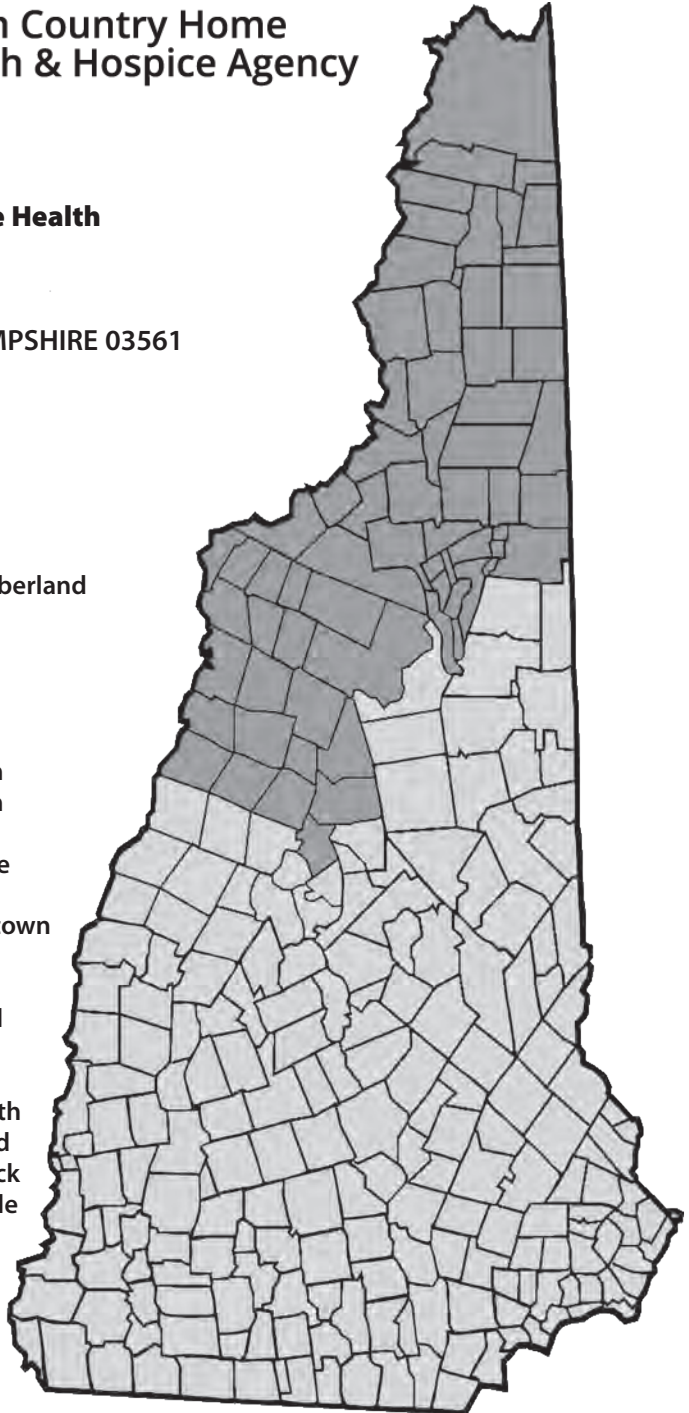 n Country Home
h & Hospice Agency
e Health
MPSHIRE 03561
berland
n
n
e
town
d
th
d
ck
le